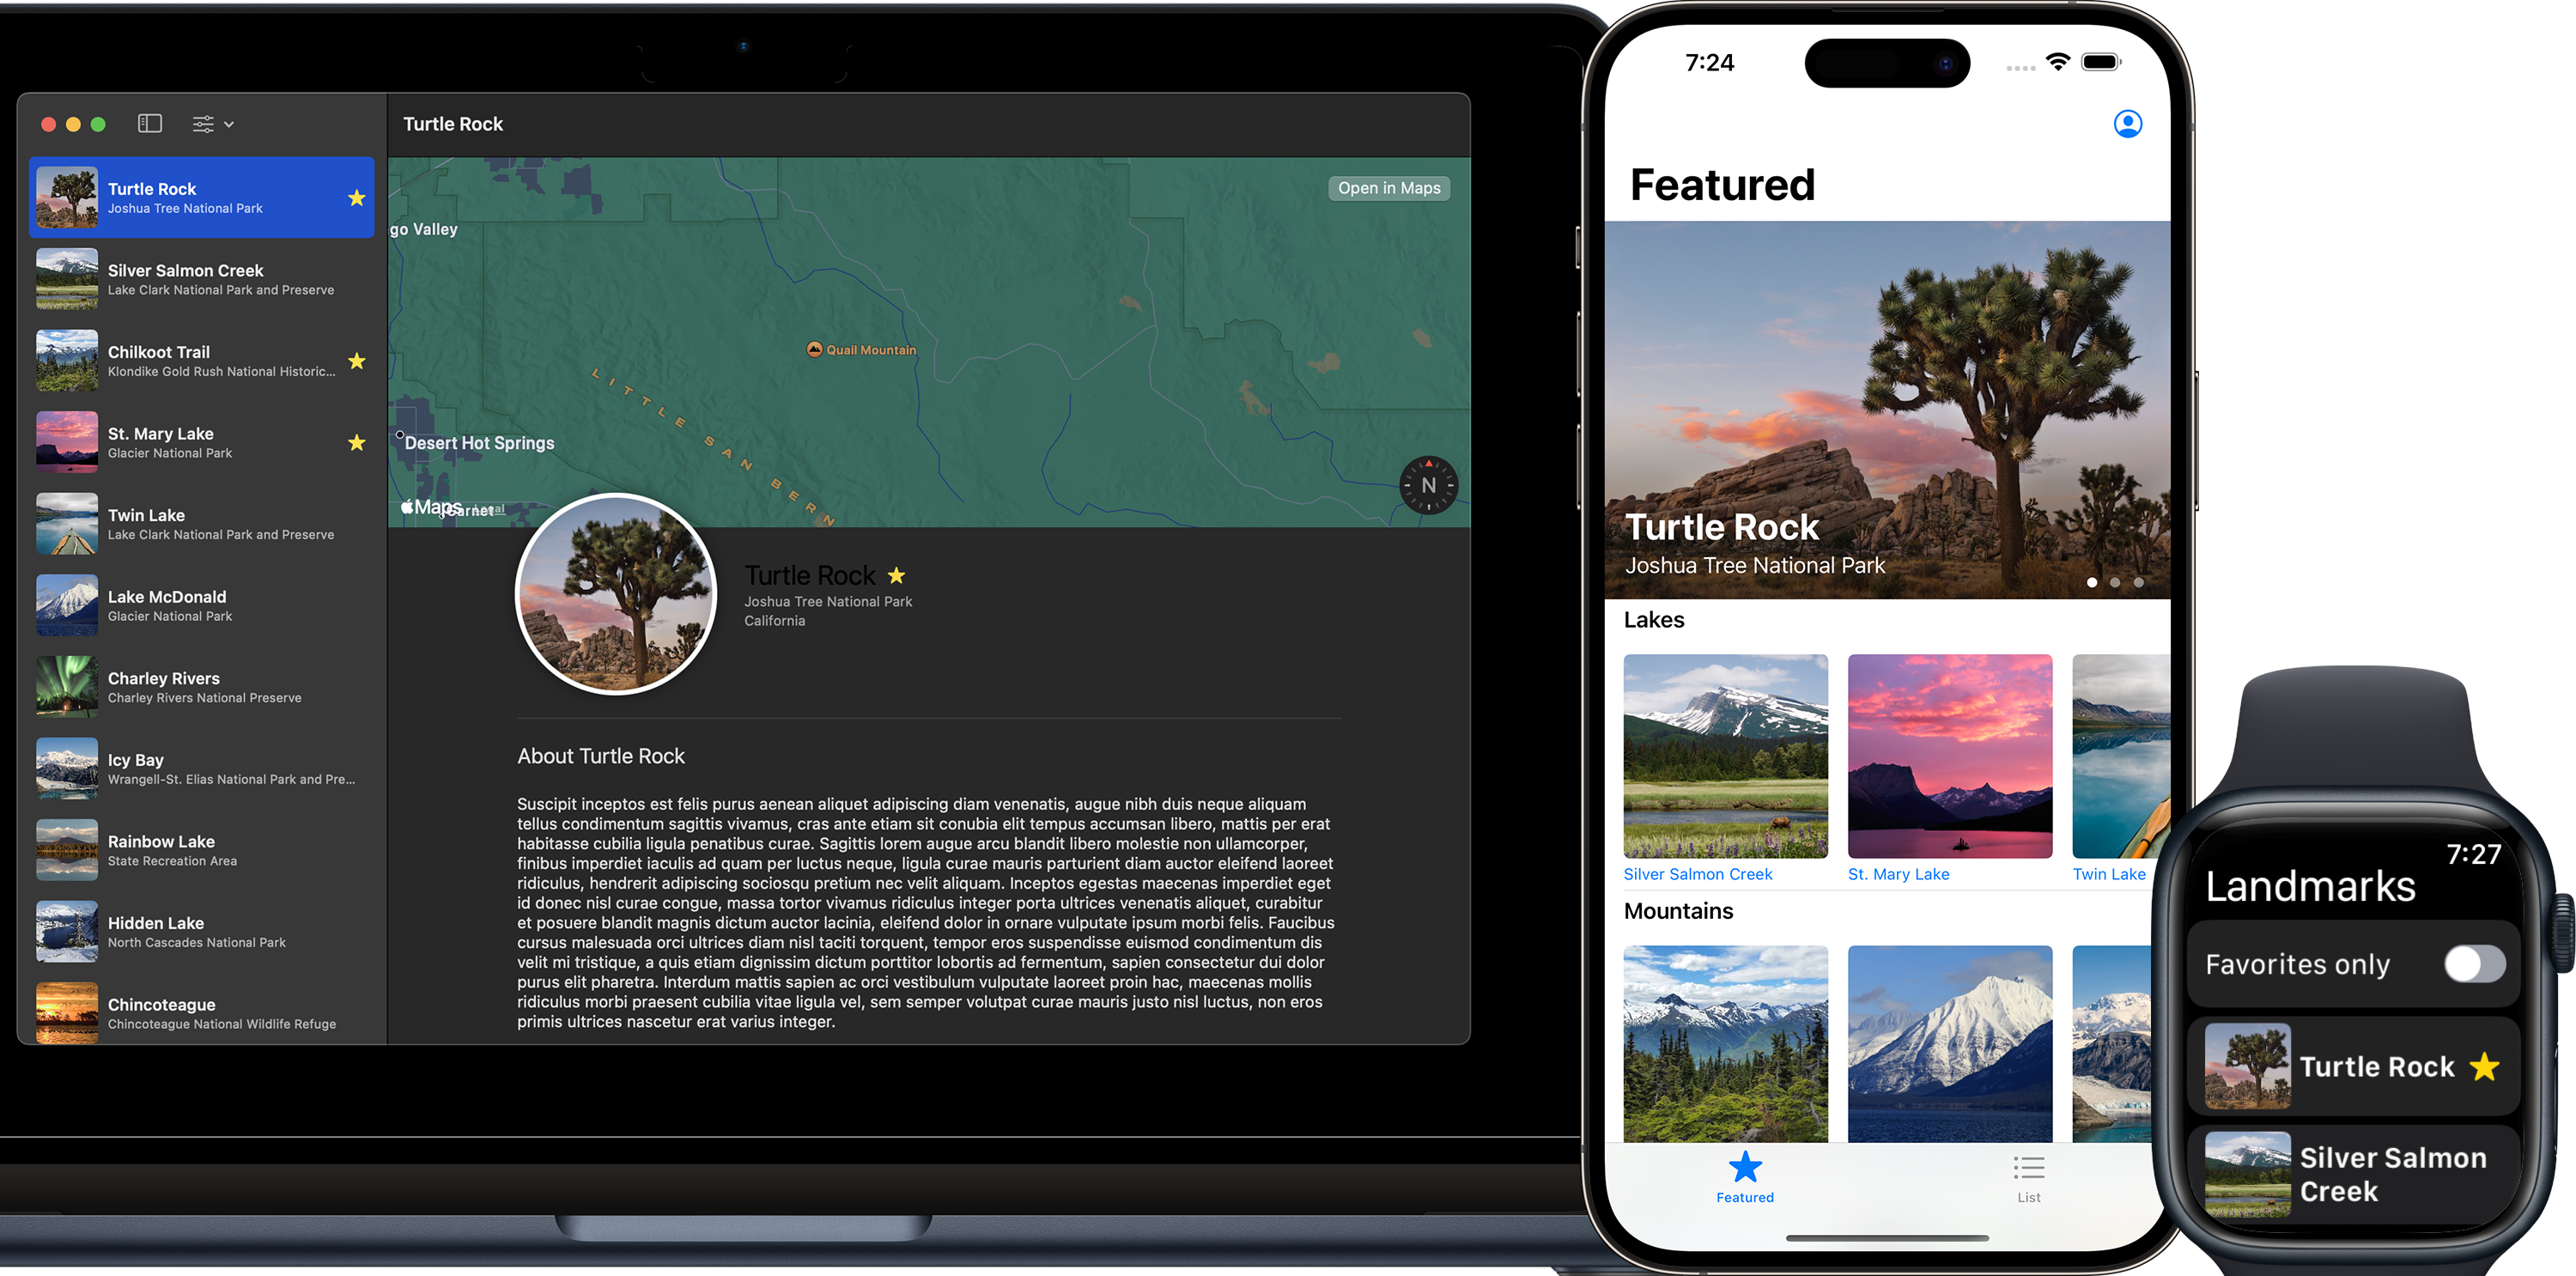 Turtle Rock
Joshua Tree National Park
Silver Salmon Creek
Lake Clark National Park and Preserve
Chilkoot Trail
Klondike Gold Rush National Historic...
St. Mary Lake
Glacier National Park
Twin Lake
Lake Clark National Park and Preserve
Lake McDonald
Glacier National Park
Charley Rivers
Charley Rivers National Preserve
Icy Bay
Wrangell-St. Elias National Park and Pre...
Rainbow Lake
State Recreation Area
Hidden Lake
North Cascades National Park
Chincoteague
Chincoteague National Wildlife Refuge
Turtle Rock
Open in Maps
go Valley
Quail Mountain
LITTLE SAN BERN
Desert Hot Springs
N
Maps
Garnet
Legal
Turtle Rock
Joshua Tree National Park
California
About Turtle Rock
Suscipit inceptos est felis purus aenean aliquet adipiscing diam venenatis, augue nibh duis neque aliquam
tellus condimentum sagittis vivamus, cras ante etiam sit conubia elit tempus accumsan libero, mattis per erat
habitasse cubilia ligula penatibus curae. Sagittis lorem augue arcu blandit libero molestie non ullamcorper,
finibus imperdiet iaculis ad quam per luctus neque, ligula curae mauris parturient diam auctor eleifend laoreet
ridiculus, hendrerit adipiscing sociosqu pretium nec velit aliquam. Inceptos egestas maecenas imperdiet eget
id donec nisl curae congue, massa tortor vivamus ridiculus integer porta ultrices venenatis aliquet, curabitur
et posuere blandit magnis dictum auctor lacinia, eleifend dolor in ornare vulputate ipsum morbi felis. Faucibus
cursus malesuada orci ultrices diam nisl taciti torquent, tempor eros suspendisse euismod condimentum dis
velit mi tristique, a quis etiam dignissim dictum porttitor lobortis ad fermentum, sapien consectetur dui dolor
purus elit pharetra. Interdum mattis sapien ac orci vestibulum vulputate laoreet proin hac, maecenas mollis
ridiculus morbi praesent cubilia vitae ligula vel, sem semper volutpat curae mauris justo nisl luctus, non eros
primis ultrices nascetur erat varius integer.
7:24
Featured
Turtle Rock
Joshua Tree National Park
Lakes
Silver Salmon Creek
St. Mary Lake
Twin Lake
Mountains
Featured
List
7:27
Landmarks
Favorites only
Turtle Rock
Silver Salmon
Creek